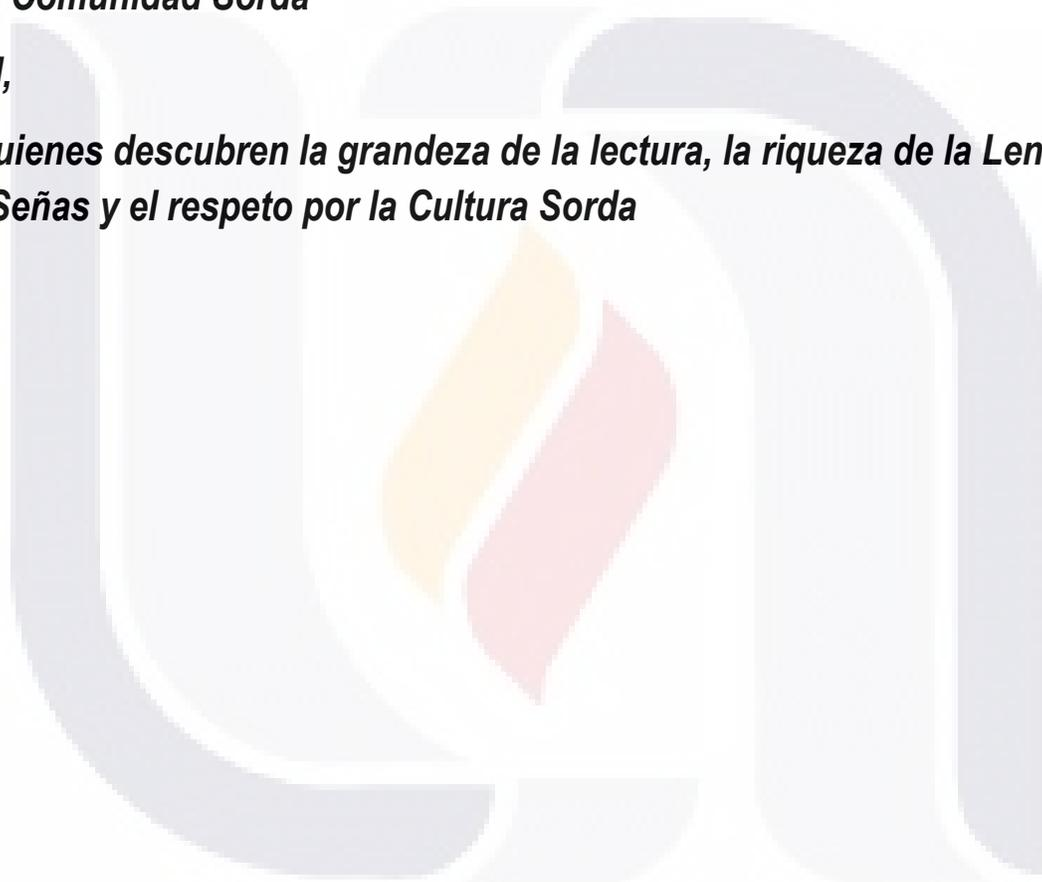 Comunidad Sorda
l,
uienes descubren la grandeza de la lectura, la riqueza de la Len
Señas y el respeto por la Cultura Sorda